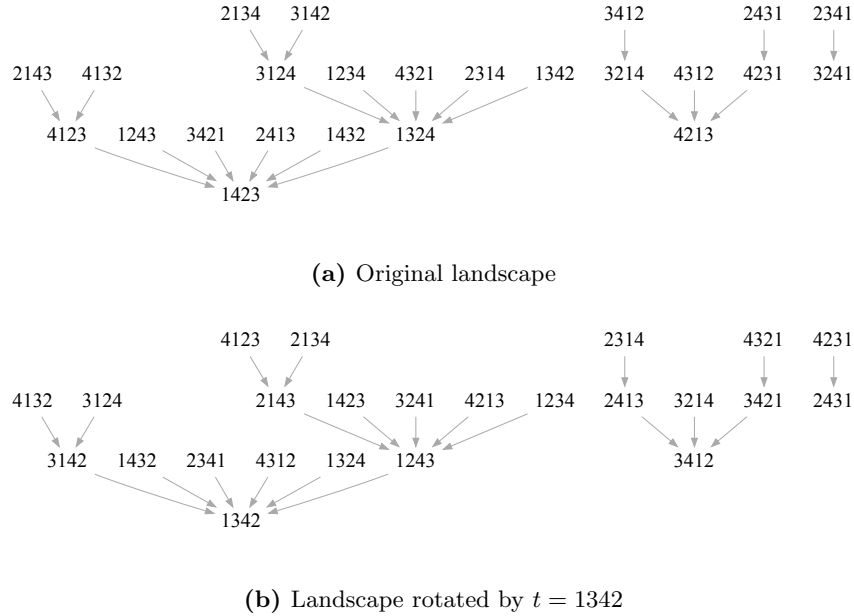 2134 3142 3412 2431 2341
2143 4132 3124 1234 4321 2314 1342 3214 4312 4231 3241
4123 1243 3421 2413 1432 1324 4213
1423
(a) Original landscape
4123 2134 2314 4321 4231
4132 3124 2143 1423 3241 4213 1234 2413 3214 3421 2431
3142 1432 2341 4312 1324 1243 3412
1342
(b) Landscape rotated by t = 1342